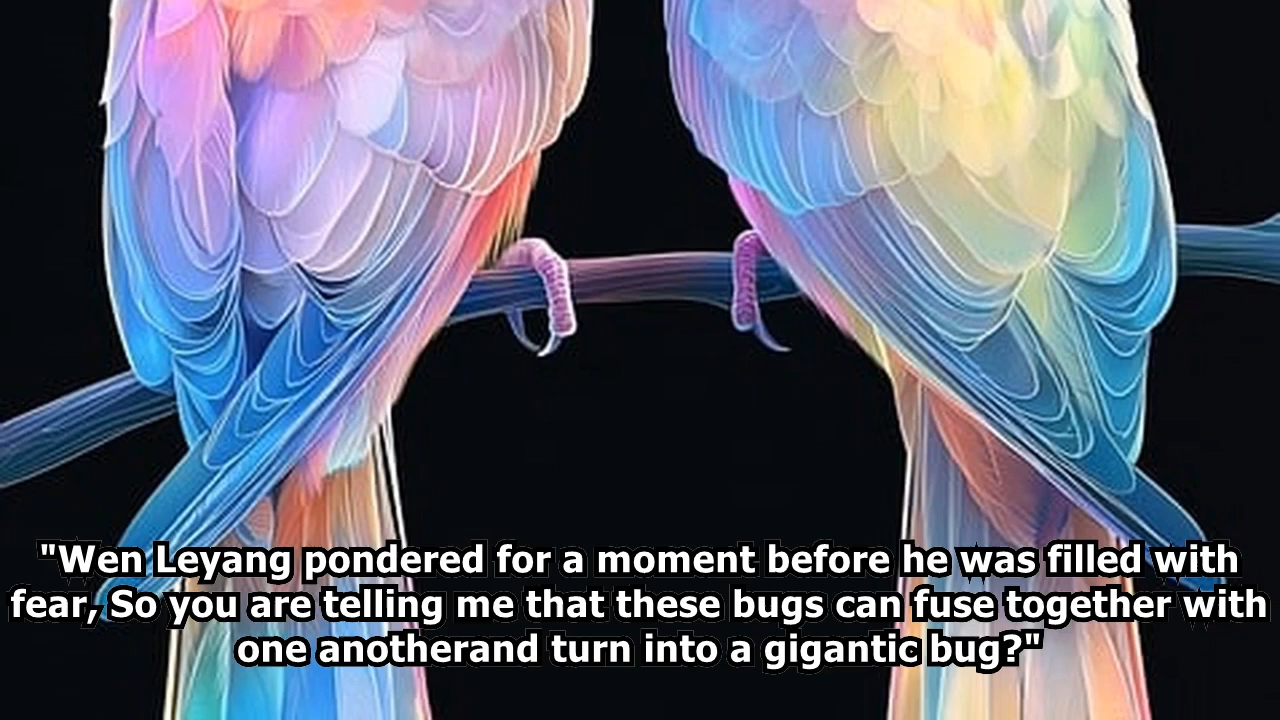 "Wen Leyang pondered for a moment before he was filled with
fear, So you are telling me that these bugs can fuse together with
one anotherand turn into a gigantic bug?"